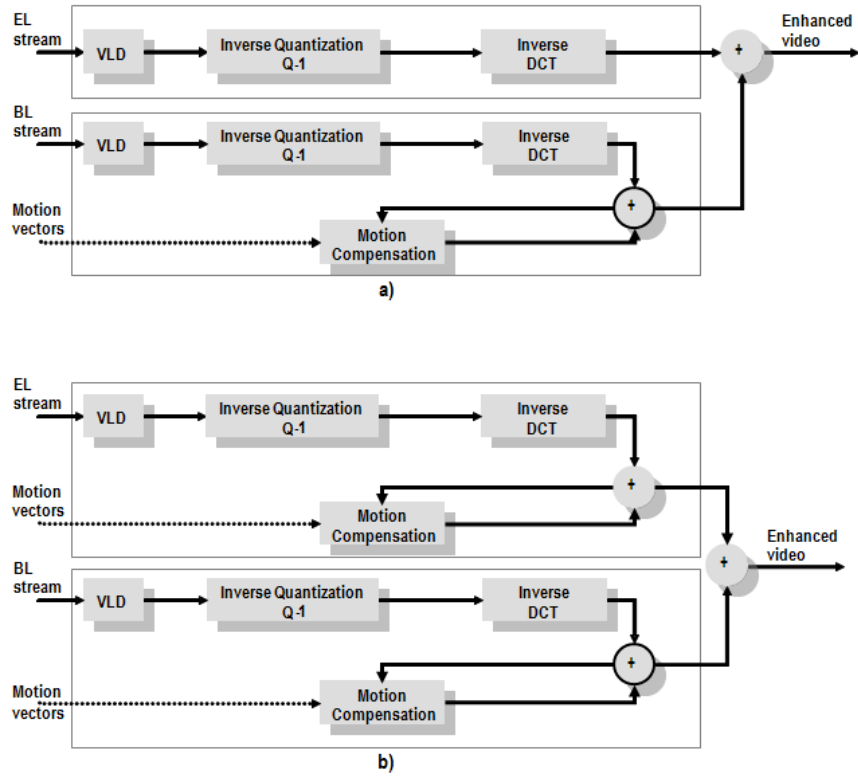 EL
stream
VLD
Inverse Quantization
Q-1
Inverse
DCT
+
Enhanced
video
BL
stream
VLD
Inverse Quantization
Q-1
Inverse
DCT
+
Motion
vectors
Motion
Compensation
a)
EL
stream
VLD
Inverse Quantization
Q-1
Inverse
DCT
+
Motion
vectors
Motion
Compensation
Enhanced
video
+
BL
stream
VLD
Inverse Quantization
Q-1
Inverse
DCT
+
Motion
vectors
Motion
Compensation
b)